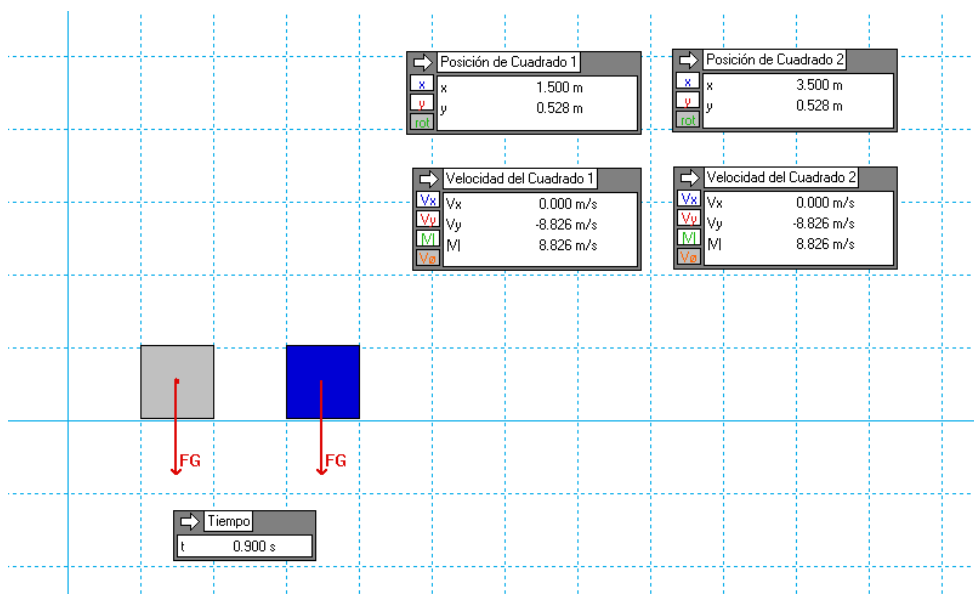 Posición de Cuadrado 1
x x 1.500 m
y y 0.528 m
rot
Posición de Cuadrado 2
x x 3.500 m
y y 0.528 m
rot
Velocidad del Cuadrado 1
Vx Vx 0.000 m/s
Vy Vy -8.826 m/s
|V| |V| 8.826 m/s
Vø
Velocidad del Cuadrado 2
Vx Vx 0.000 m/s
Vy Vy -8.826 m/s
|V| |V| 8.826 m/s
Vø
FG
FG
Tiempo
t 0.900 s